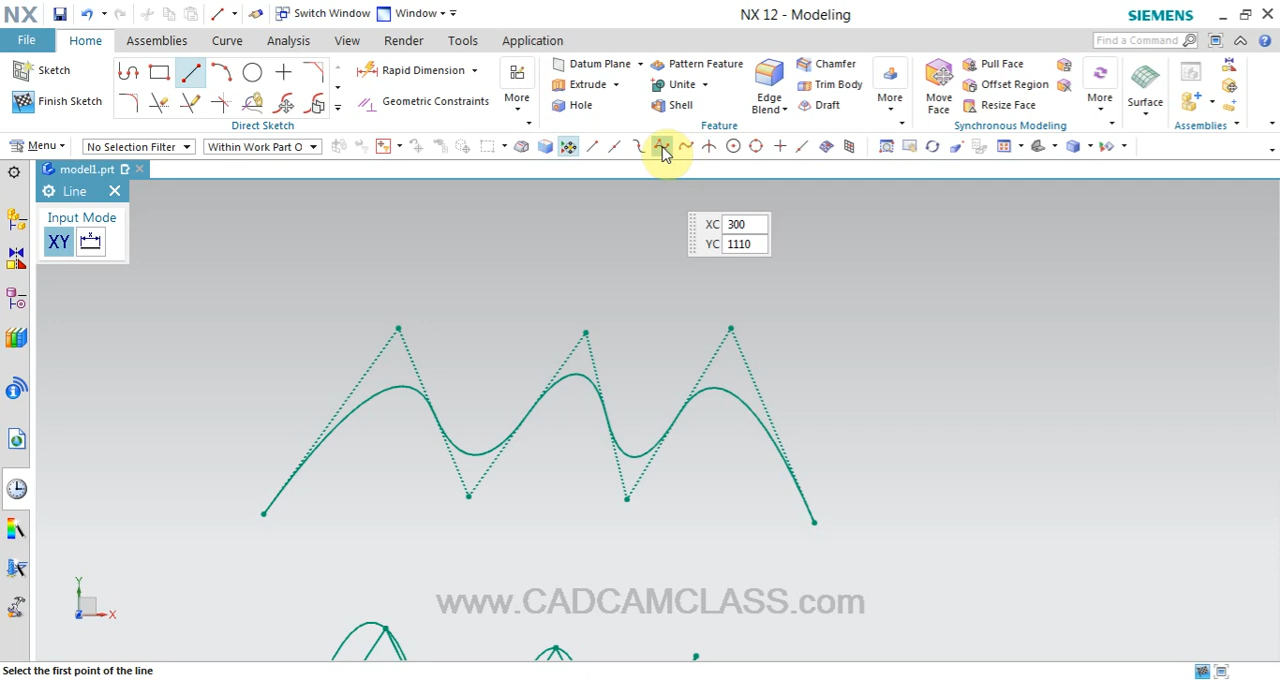 NX Switch Window Window NX 12 - Modeling SIEMENS
File Home Assemblies Curve Analysis View Render Tools Application Find a Command
Sketch Rapid Dimension More Datum Plane Pattern Feature Edge Blend Chamfer More Move Face Pull Face More Surface
Finish Sketch Geometric Constraints Extrude Unite Trim Body Offset Region
Hole Shell Draft Resize Face
Direct Sketch Feature Synchronous Modeling Assemblies
Menu No Selection Filter Within Work Part O
model1.prt
Line
Input Mode
XY
XC 300
YC 1110
Y
X
Z
www.CADCAMCLASS.com
Select the first point of the line